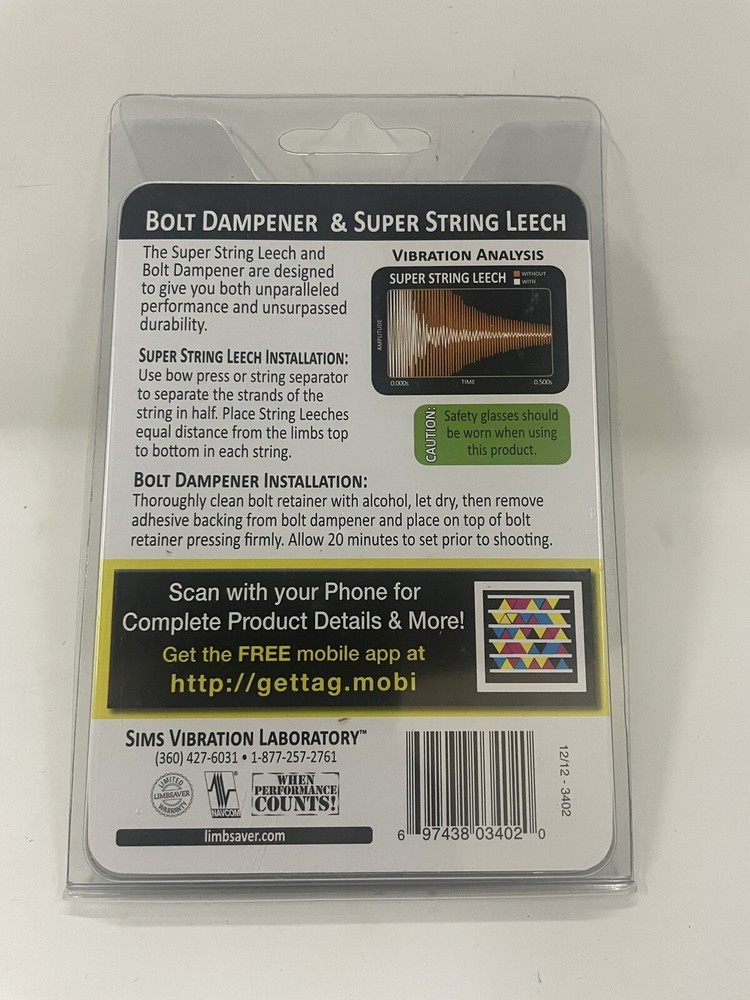 BOLT DAMPENER & SUPER STRING LEECH
The Super String Leech and
Bolt Dampener are designed
to give you both unparalleled
performance and unsurpassed
durability.
VIBRATION ANALYSIS
SUPER STRING LEECH
WITHOUT
WITH
AMPLITUDE
0.000s
TIME
0.500s
SUPER STRING LEECH INSTALLATION:
Use bow press or string separator
to separate the strands of the
string in half. Place String Leeches
equal distance from the limbs top
to bottom in each string.
CAUTION:
Safety glasses should
be worn when using
this product.
BOLT DAMPENER INSTALLATION:
Thoroughly clean bolt retainer with alcohol, let dry, then remove
adhesive backing from bolt dampener and place on top of bolt
retainer pressing firmly. Allow 20 minutes to set prior to shooting.
Scan with your Phone for
Complete Product Details & More!
Get the FREE mobile app at
http://gettag.mobi
SIMS VIBRATION LABORATORY™
(360) 427-6031 • 1-877-257-2761
LIMITED
LIMBSAVER
WARRANTY
NAVCOM®
WHEN
PERFORMANCE
COUNTS!
limbsaver.com
6 97438 03402 0
12/12 - 3402